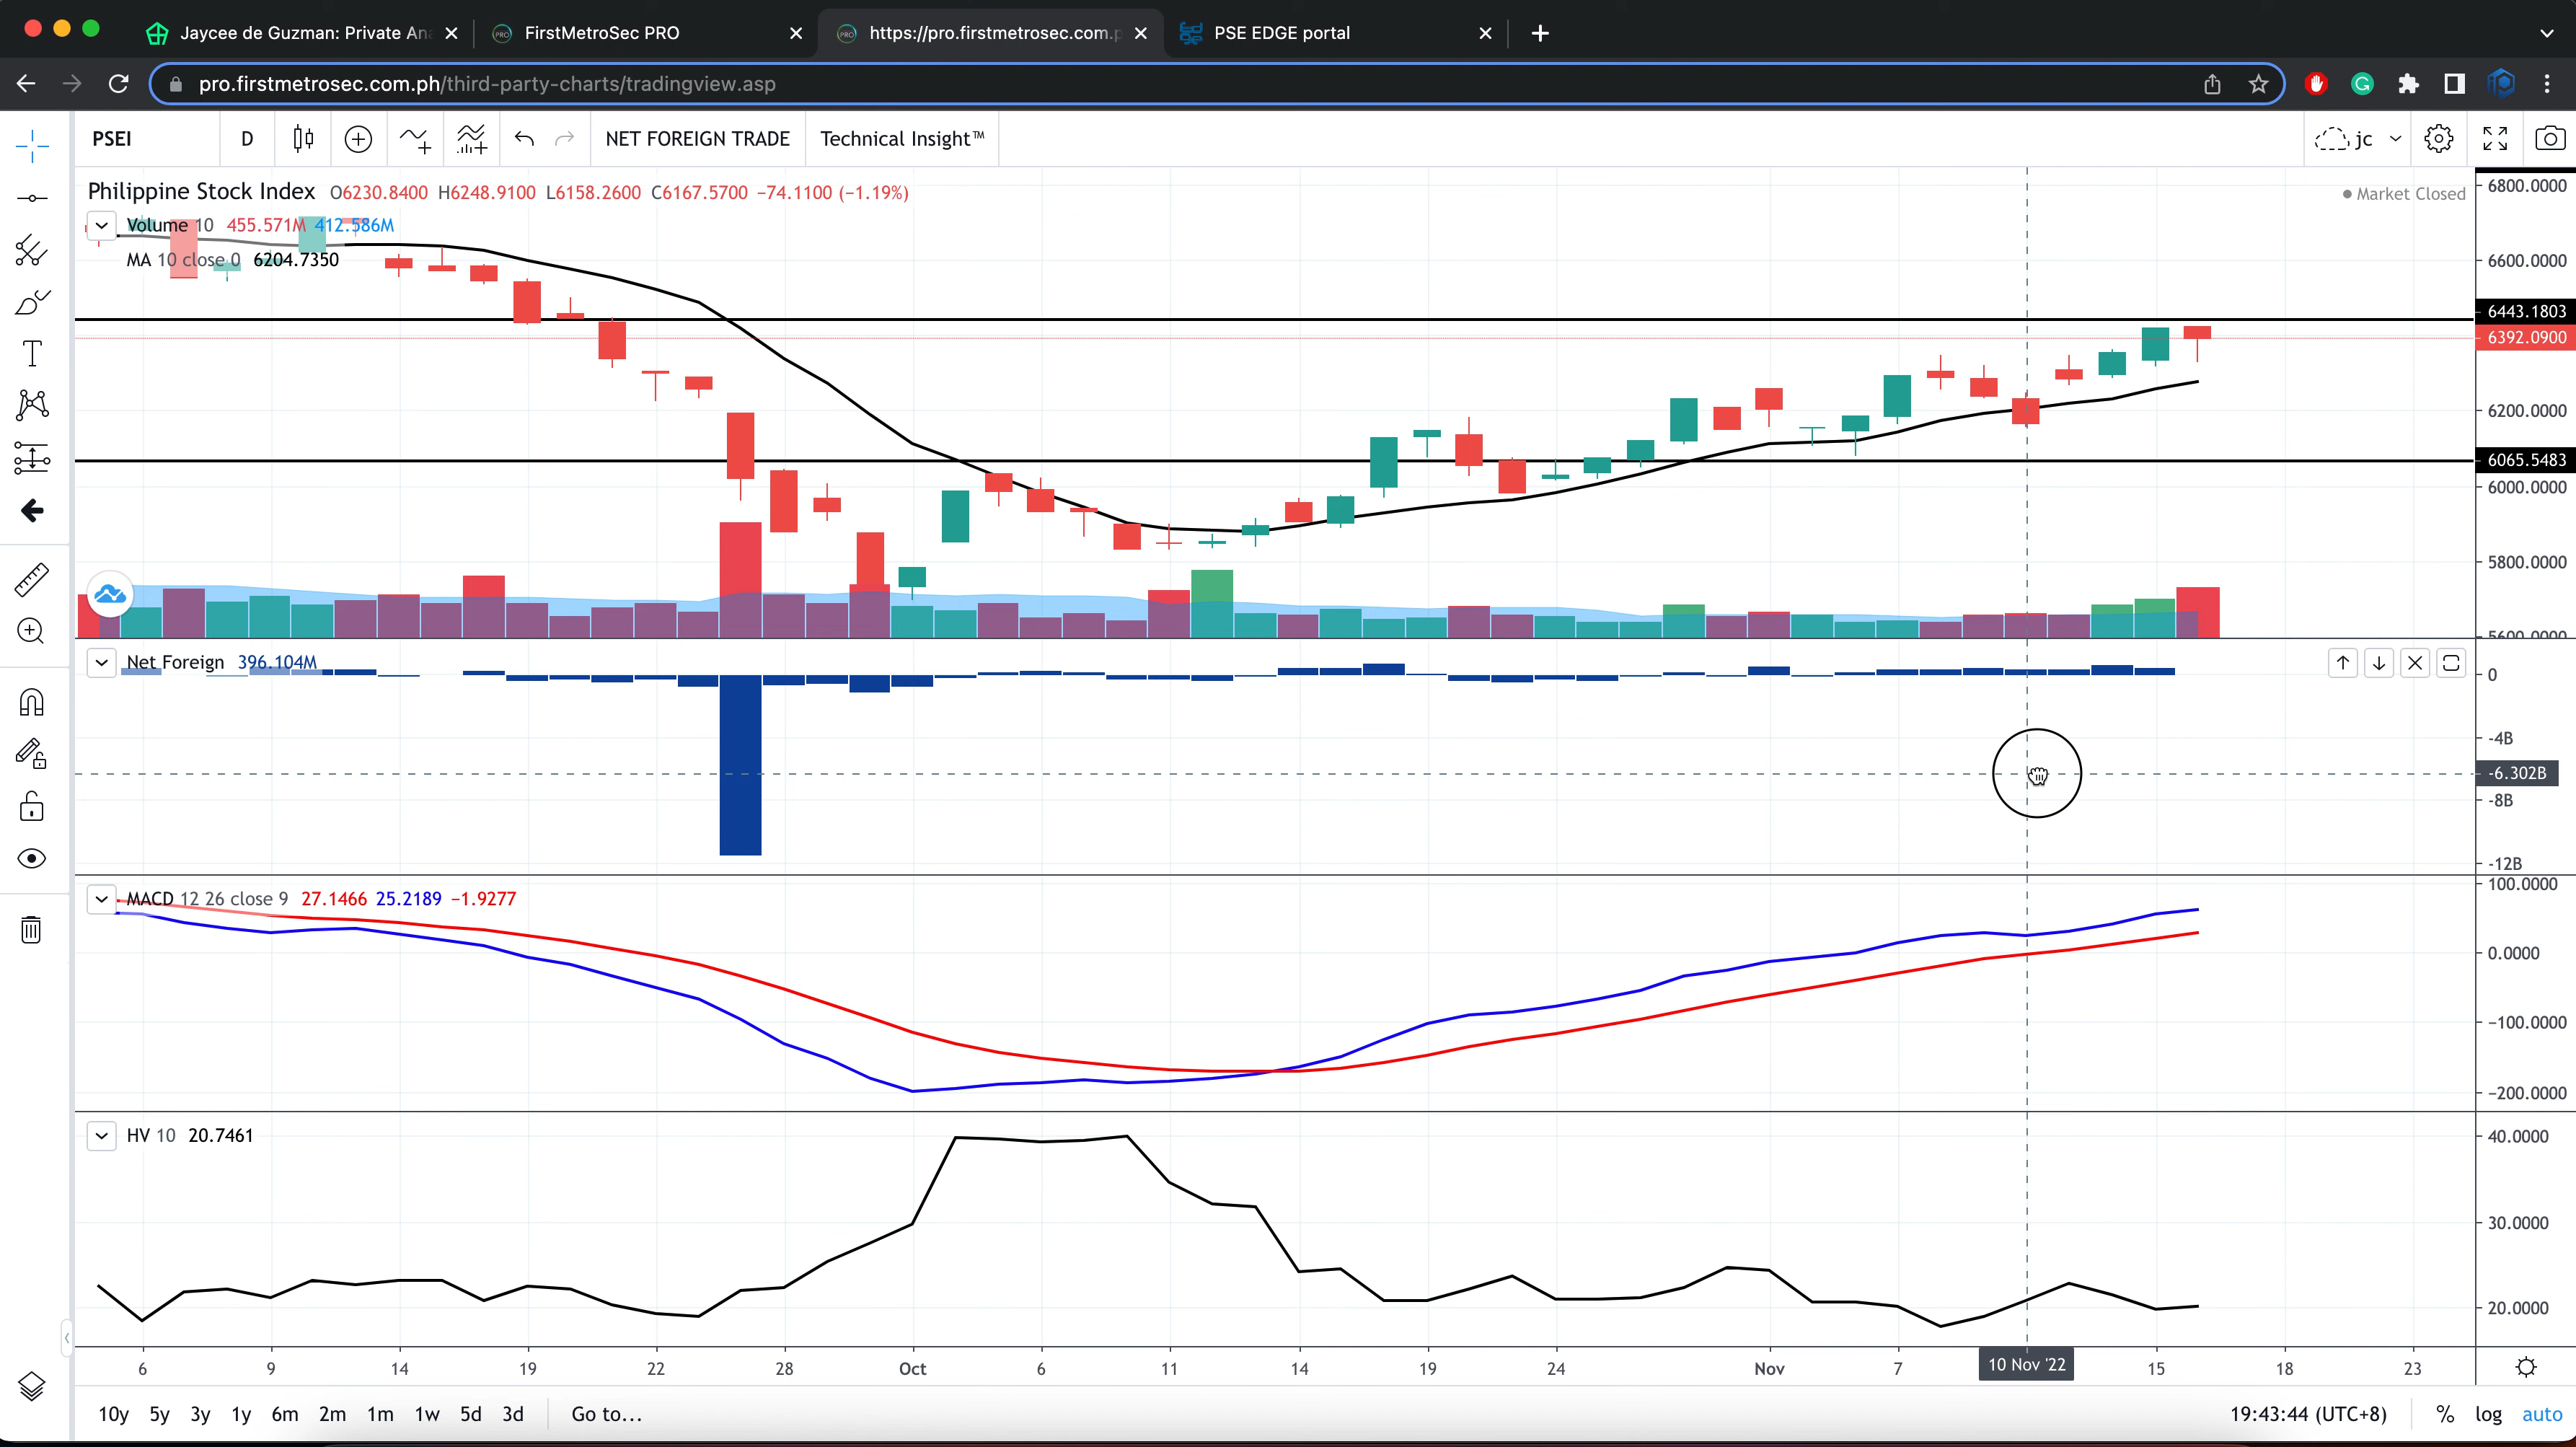 Jaycee de Guzman: Private An
FirstMetroSec PRO
https://pro.firstmetrosec.com.p
PSE EDGE portal
pro.firstmetrosec.com.ph/third-party-charts/tradingview.asp
PSEI D NET FOREIGN TRADE Technical Insight™ jc
Philippine Stock Index O6230.8400 H6248.9100 L6158.2600 C6167.5700 −74.1100 (−1.19%)
Market Closed
Volume 10 455.571M 412.586M
MA 10 close 0 6204.7350
6800.0000
6600.0000
6443.1803
6392.0900
6200.0000
6065.5483
6000.0000
5800.0000
5600.0000
Net Foreign 396.104M
0
-4B
-6.302B
-8B
-12B
MACD 12 26 close 9 27.1466 25.2189 −1.9277
100.0000
0.0000
−100.0000
−200.0000
HV 10 20.7461
40.0000
30.0000
20.0000
6 9 14 19 22 28 Oct 6 11 14 19 24 Nov 7 10 Nov '22 15 18 23
10y 5y 3y 1y 6m 2m 1m 1w 5d 3d Go to... 19:43:44 (UTC+8) % log auto